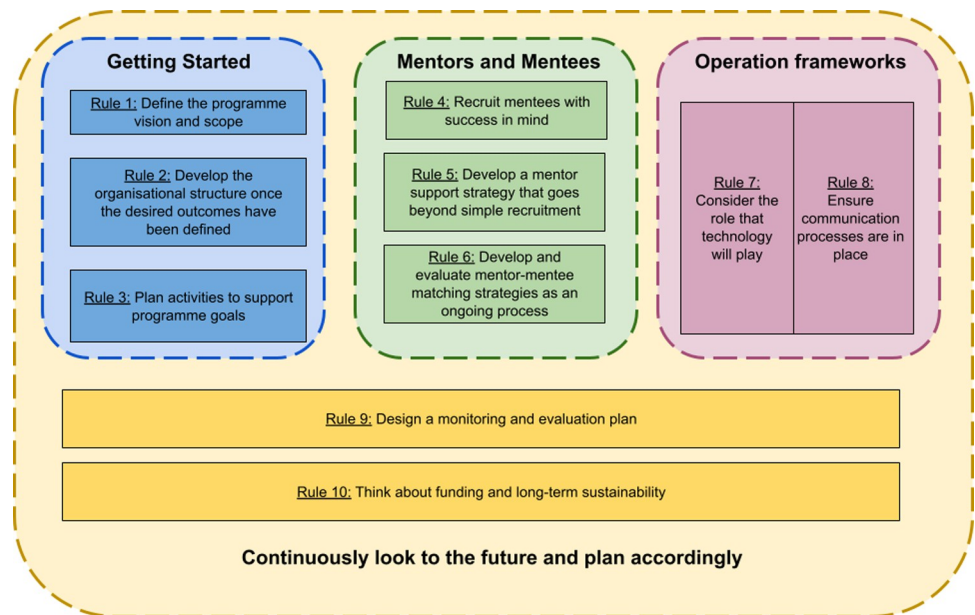 Getting Started
Rule 1: Define the programme
vision and scope
Rule 2: Develop the
organisational structure once
the desired outcomes have
been defined
Rule 3: Plan activities to support
programme goals
Mentors and Mentees
Rule 4: Recruit mentees with
success in mind
Rule 5: Develop a mentor
support strategy that goes
beyond simple recruitment
Rule 6: Develop and
evaluate mentor-mentee
matching strategies as an
ongoing process
Operation frameworks
Rule 7:
Consider the
role that
technology
will play
Rule 8:
Ensure
communication
processes are in
place
Rule 9: Design a monitoring and evaluation plan
Rule 10: Think about funding and long-term sustainability
Continuously look to the future and plan accordingly